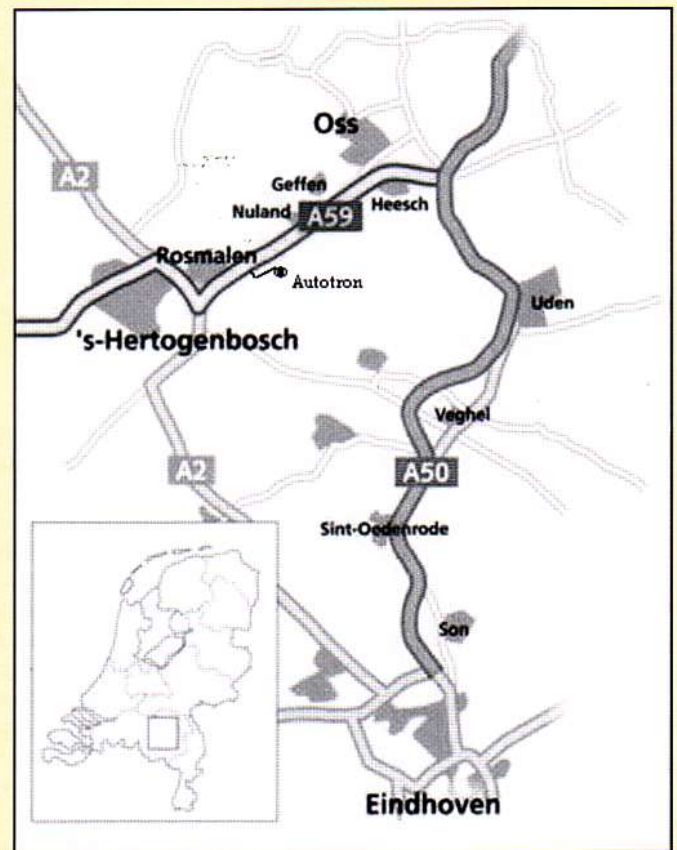 Oss
A2
Geffen
Nuland
A59
Heesch
Rosmalen
Autotron
Uden
's-Hertogenbosch
Veghel
A2
A50
Sint-Oedenrode
Son
Eindhoven